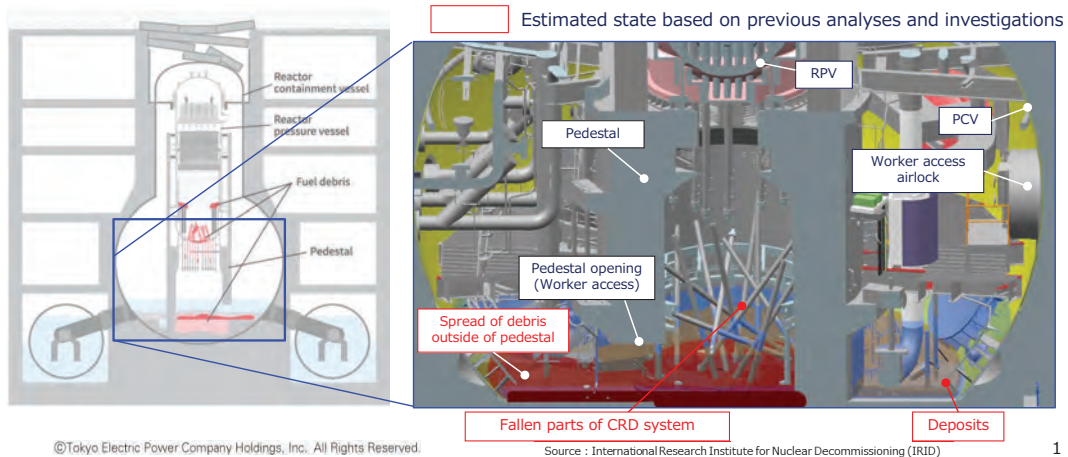 Estimated state based on previous analyses and investigations
Reactor
containment vessel
Reactor
pressure vessel
Fuel debris
Pedestal
RPV
Pedestal
PCV
Worker access
airlock
Pedestal opening
(Worker access)
Spread of debris
outside of pedestal
Fallen parts of CRD system
Deposits
©Tokyo Electric Power Company Holdings, Inc. All Rights Reserved.
Source : International Research Institute for Nuclear Decommissioning (IRID)
1